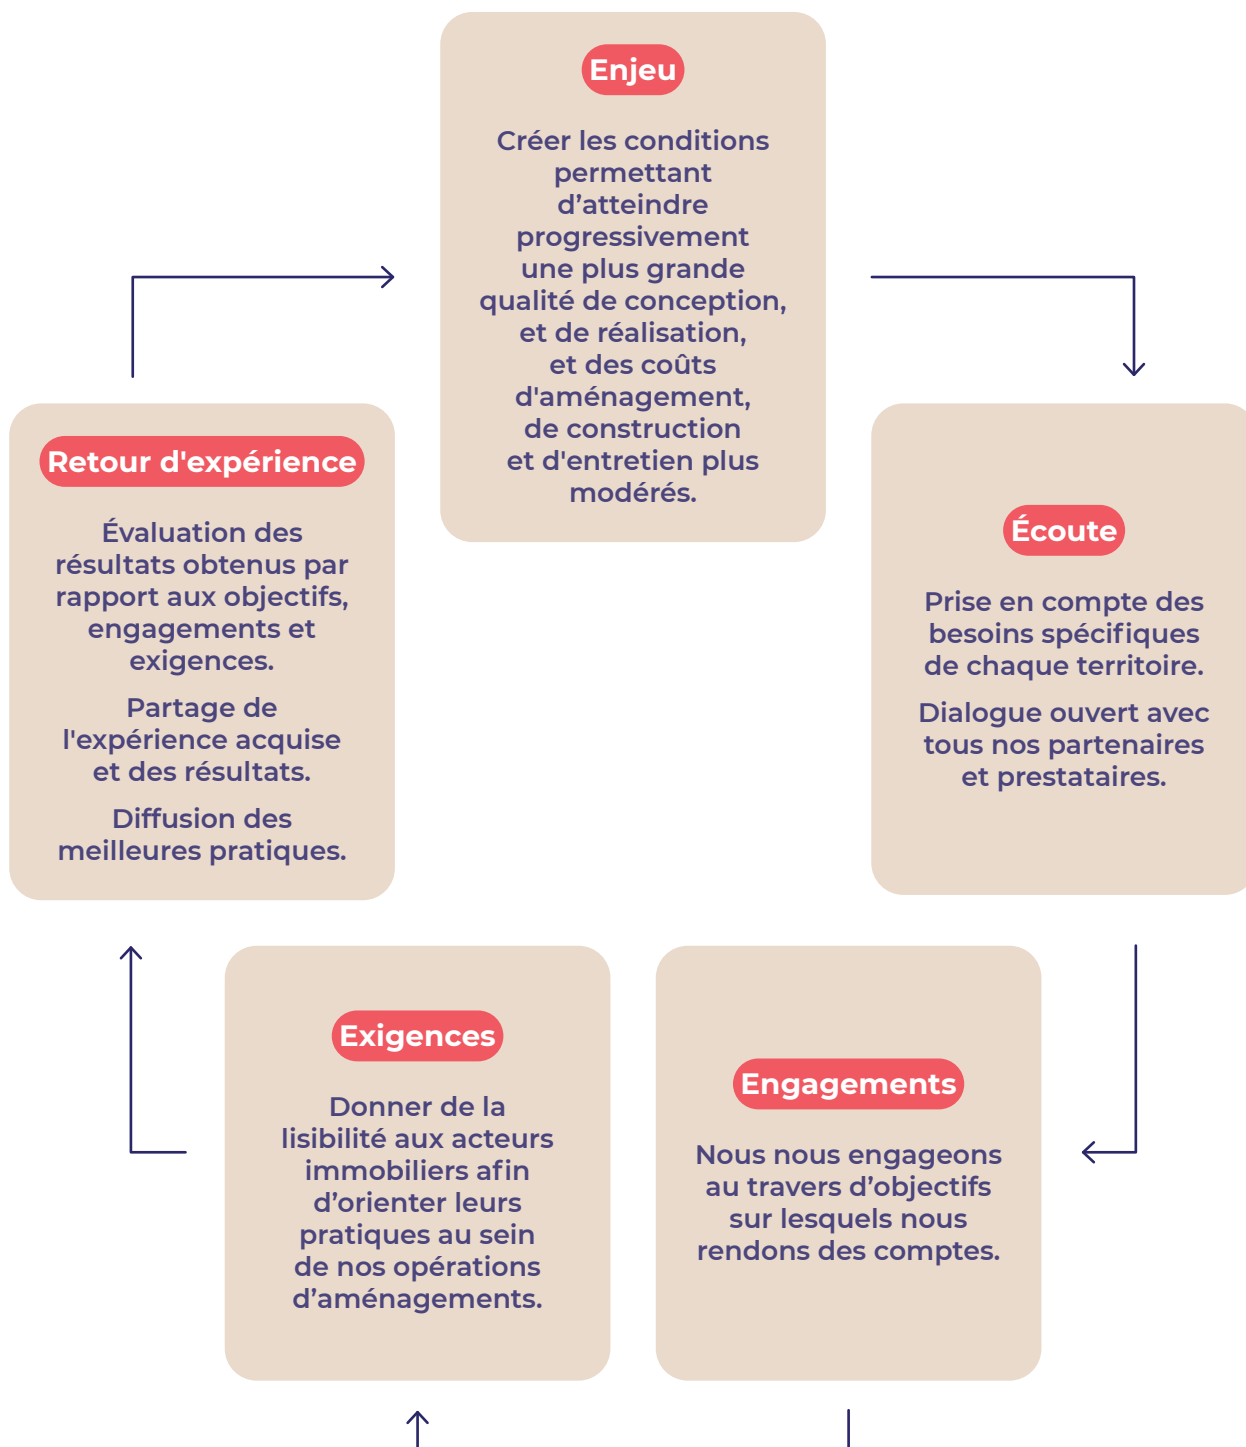 Enjeu
Créer les conditions
permettant
d’atteindre
progressivement
une plus grande
qualité de conception,
et de réalisation,
et des coûts
d'aménagement,
de construction
et d'entretien plus
modérés.
Écoute
Prise en compte des
besoins spécifiques
de chaque territoire.
Dialogue ouvert avec
tous nos partenaires
et prestataires.
Engagements
Nous nous engageons
au travers d’objectifs
sur lesquels nous
rendons des comptes.
Exigences
Donner de la
lisibilité aux acteurs
immobiliers afin
d’orienter leurs
pratiques au sein
de nos opérations
d’aménagements.
Retour d'expérience
Évaluation des
résultats obtenus par
rapport aux objectifs,
engagements et
exigences.
Partage de
l'expérience acquise
et des résultats.
Diffusion des
meilleures pratiques.